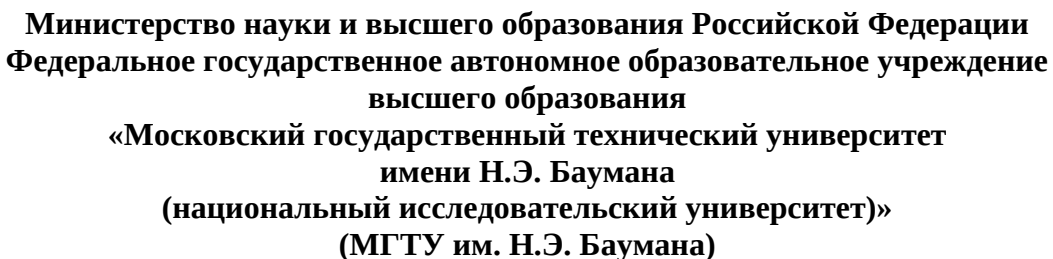 Министерство науки и высшего образования Российской Федерации
Федеральное государственное автономное образовательное учреждение
высшего образования
«Московский государственный технический университет
имени Н.Э. Баумана
(национальный исследовательский университет)»
(МГТУ им. Н.Э. Баумана)